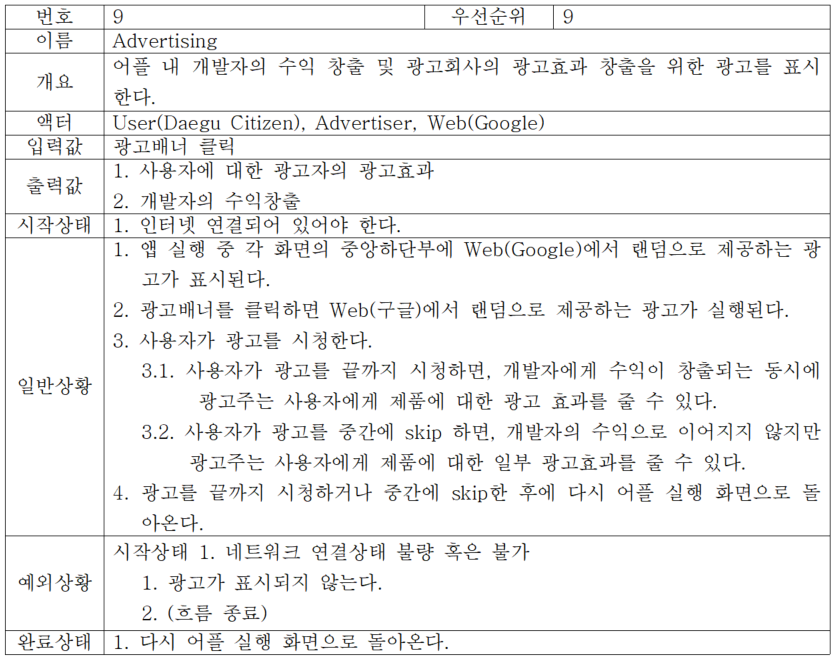 번호 9 우선순위 9
이름 Advertising
개요 어플 내 개발자의 수익 창출 및 광고회사의 광고효과 창출을 위한 광고를 표시
한다.
액터 User(Daegu Citizen), Advertiser, Web(Google)
입력값 광고배너 클릭
출력값 1. 사용자에 대한 광고자의 광고효과
2. 개발자의 수익창출
시작상태 1. 인터넷 연결되어 있어야 한다.
일반상황 1. 앱 실행 중 각 화면의 중앙하단부에 Web(Google)에서 랜덤으로 제공하는 광
고가 표시된다.
2. 광고배너를 클릭하면 Web(구글)에서 랜덤으로 제공하는 광고가 실행된다.
3. 사용자가 광고를 시청한다.
3.1. 사용자가 광고를 끝까지 시청하면, 개발자에게 수익이 창출되는 동시에
광고주는 사용자에게 제품에 대한 광고 효과를 줄 수 있다.
3.2. 사용자가 광고를 중간에 skip 하면, 개발자의 수익으로 이어지지 않지만
광고주는 사용자에게 제품에 대한 일부 광고효과를 줄 수 있다.
4. 광고를 끝까지 시청하거나 중간에 skip한 후에 다시 어플 실행 화면으로 돌
아온다.
예외상황 시작상태 1. 네트워크 연결상태 불량 혹은 불가
1. 광고가 표시되지 않는다.
2. (흐름 종료)
완료상태 1. 다시 어플 실행 화면으로 돌아온다.